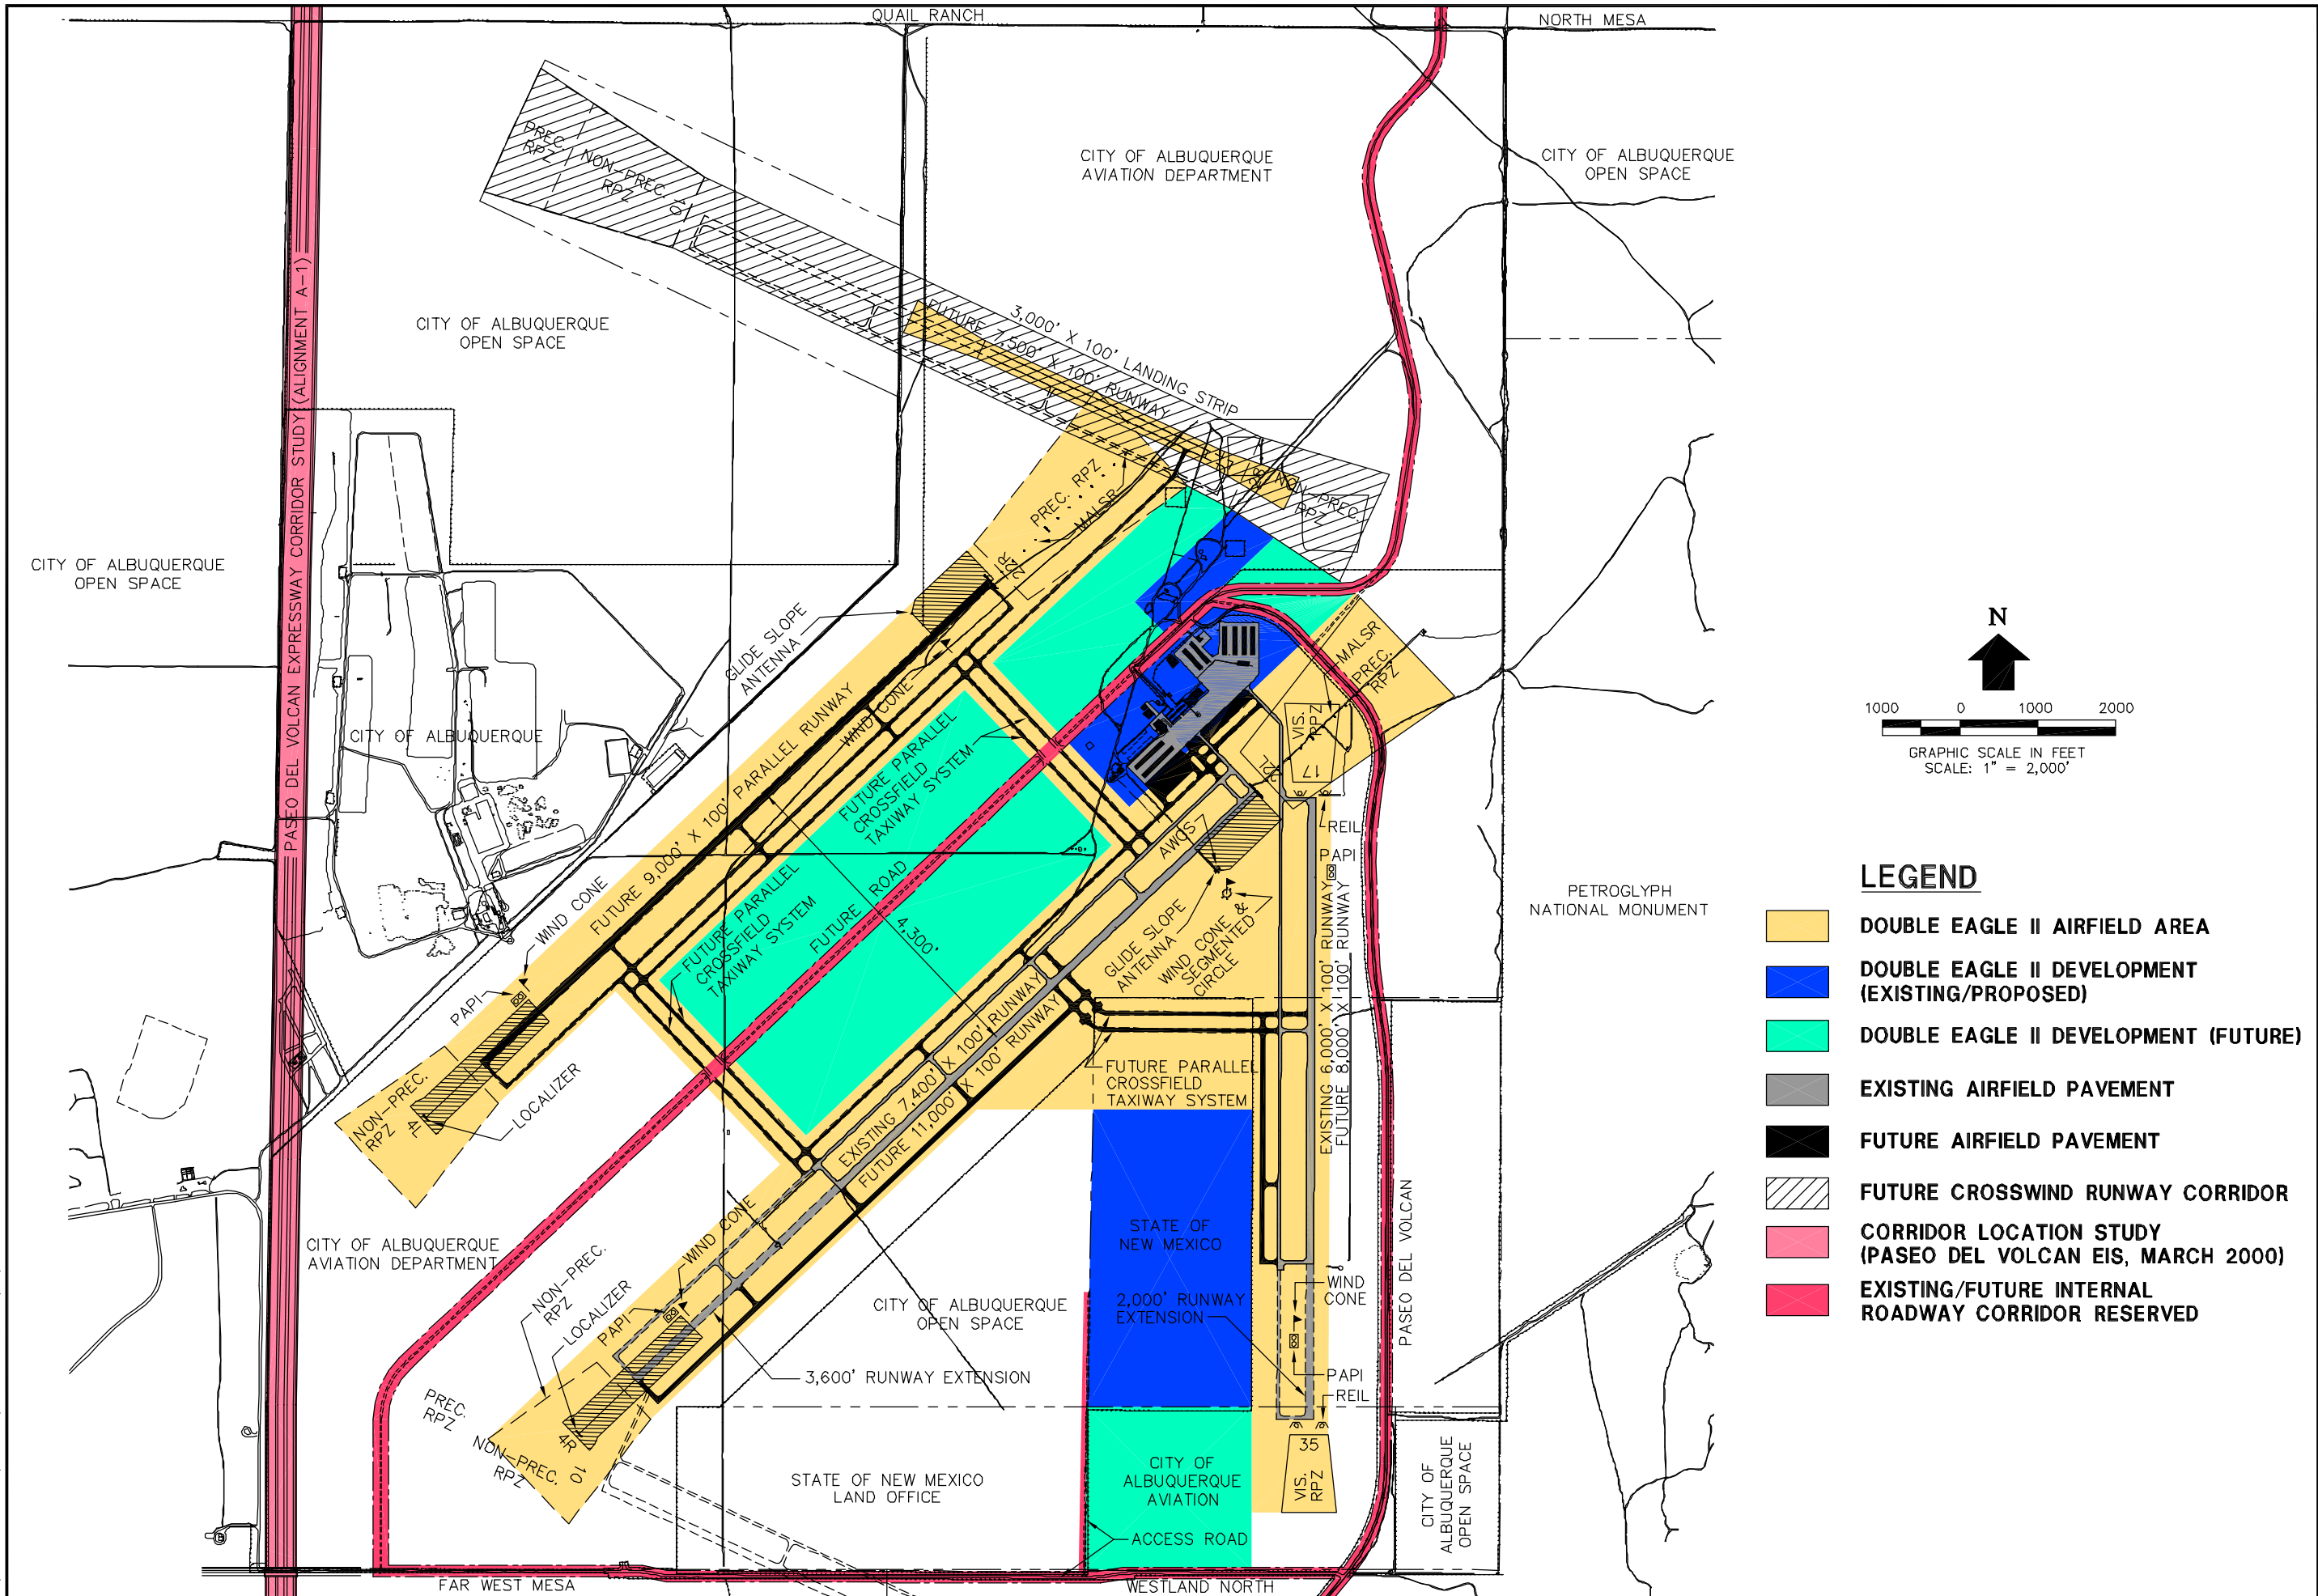 QUAIL RANCH
NORTH MESA
PREC.
RPZ
NON-PREC.
RPZ
CITY OF ALBUQUERQUE
AVIATION DEPARTMENT
CITY OF ALBUQUERQUE
OPEN SPACE
PASEO DEL VOLCAN EXPRESSWAY CORRIDOR STUDY (ALIGNMENT A-1)
CITY OF ALBUQUERQUE
OPEN SPACE
3,000' X 100' LANDING STRIP
FUTURE 7,500' X 100' RUNWAY
NON-PREC.
RPZ
PREC. RPZ
MALSR
22R
CITY OF ALBUQUERQUE
OPEN SPACE
GLIDE SLOPE
ANTENNA
WIND CONE
CITY OF ALBUQUERQUE
MALSR
PREC.
RPZ
VIS.
RPZ
17
22L
FUTURE PARALLEL
CROSSFIELD
TAXIWAY SYSTEM
FUTURE 9,000' X 100' PARALLEL RUNWAY
AWOS
REIL
PAPI
WIND CONE
FUTURE PARALLEL
CROSSFIELD
TAXIWAY SYSTEM
FUTURE ROAD
4,300'
GLIDE SLOPE
ANTENNA
WIND CONE &
SEGMENTED
CIRCLE
PETROGLYPH
NATIONAL MONUMENT
PAPI
LOCALIZER
NON-PREC.
RPZ
4L
EXISTING 7,400' X 100' RUNWAY
FUTURE 11,000' X 100' RUNWAY
FUTURE PARALLEL
CROSSFIELD
TAXIWAY SYSTEM
EXISTING 6,000' X 100' RUNWAY
FUTURE 8,000' X 100' RUNWAY
CITY OF ALBUQUERQUE
AVIATION DEPARTMENT
NON-PREC.
RPZ
LOCALIZER
PAPI
WIND CONE
STATE OF
NEW MEXICO
PASEO DEL VOLCAN
CITY OF ALBUQUERQUE
OPEN SPACE
2,000' RUNWAY
EXTENSION
WIND
CONE
3,600' RUNWAY EXTENSION
PAPI
REIL
PREC.
RPZ
4R
NON-PREC.
RPZ
10
35
VIS.
RPZ
STATE OF NEW MEXICO
LAND OFFICE
CITY OF
ALBUQUERQUE
AVIATION
CITY OF
ALBUQUERQUE
OPEN SPACE
ACCESS ROAD
FAR WEST MESA
WESTLAND NORTH
N
1000 0 1000 2000
GRAPHIC SCALE IN FEET
SCALE: 1" = 2,000'
LEGEND
DOUBLE EAGLE II AIRFIELD AREA
DOUBLE EAGLE II DEVELOPMENT
(EXISTING/PROPOSED)
DOUBLE EAGLE II DEVELOPMENT (FUTURE)
EXISTING AIRFIELD PAVEMENT
FUTURE AIRFIELD PAVEMENT
FUTURE CROSSWIND RUNWAY CORRIDOR
CORRIDOR LOCATION STUDY
(PASEO DEL VOLCAN EIS, MARCH 2000)
EXISTING/FUTURE INTERNAL
ROADWAY CORRIDOR RESERVED